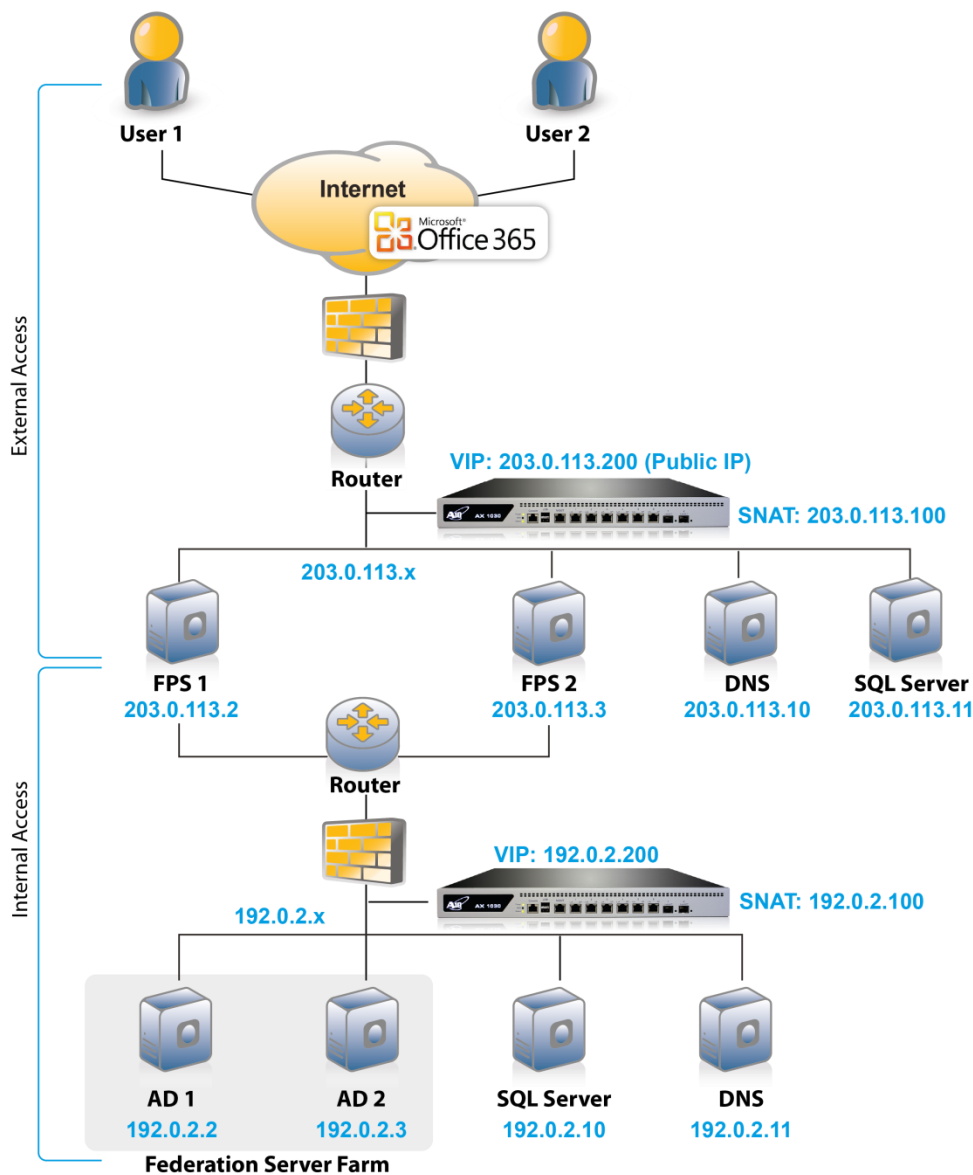 User 1
User 2
Internet
Microsoft®
Office 365
External Access
Router
VIP: 203.0.113.200 (Public IP)
AX 1030
SNAT: 203.0.113.100
203.0.113.x
FPS 1
203.0.113.2
FPS 2
203.0.113.3
DNS
203.0.113.10
SQL Server
203.0.113.11
Internal Access
Router
VIP: 192.0.2.200
AX 1030
SNAT: 192.0.2.100
192.0.2.x
AD 1
192.0.2.2
AD 2
192.0.2.3
SQL Server
192.0.2.10
DNS
192.0.2.11
Federation Server Farm